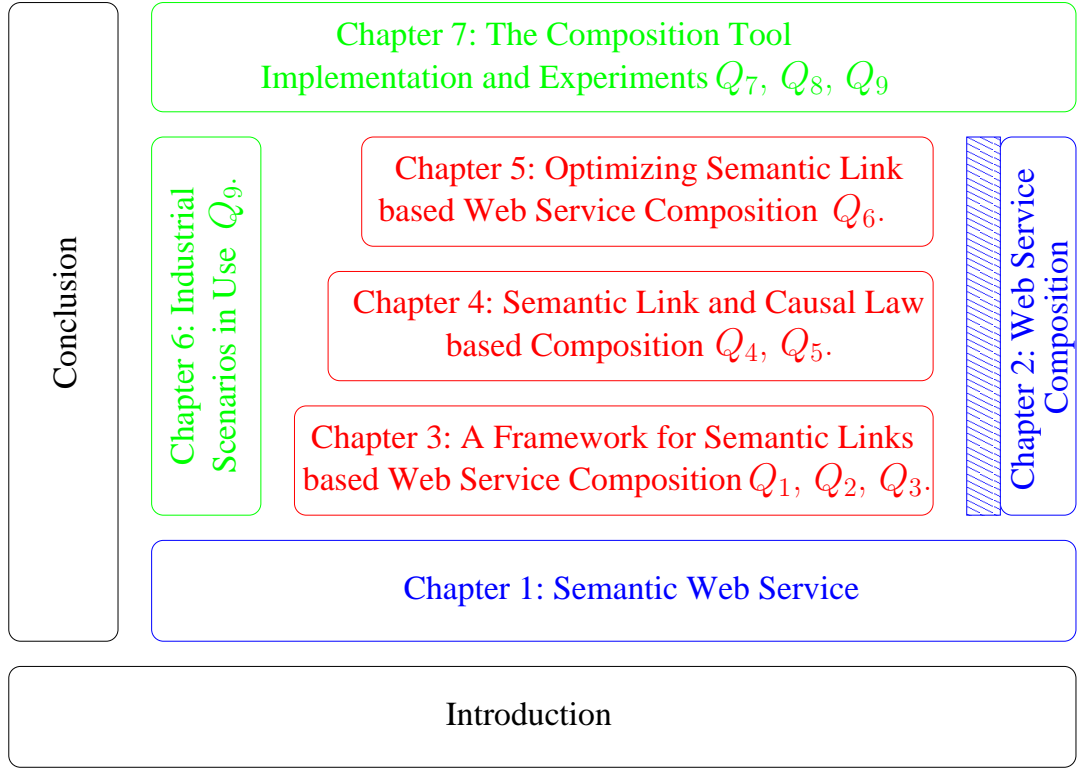 Chapter 7: The Composition Tool
Implementation and Experiments Q₇, Q₈, Q₉
Conclusion
Chapter 6: Industrial
Scenarios in Use Q₉.
Chapter 5: Optimizing Semantic Link
based Web Service Composition Q₆.
Chapter 4: Semantic Link and Causal Law
based Composition Q₄, Q₅.
Chapter 3: A Framework for Semantic Links
based Web Service Composition Q₁, Q₂, Q₃.
Chapter 2: Web Service
Composition
Chapter 1: Semantic Web Service
Introduction